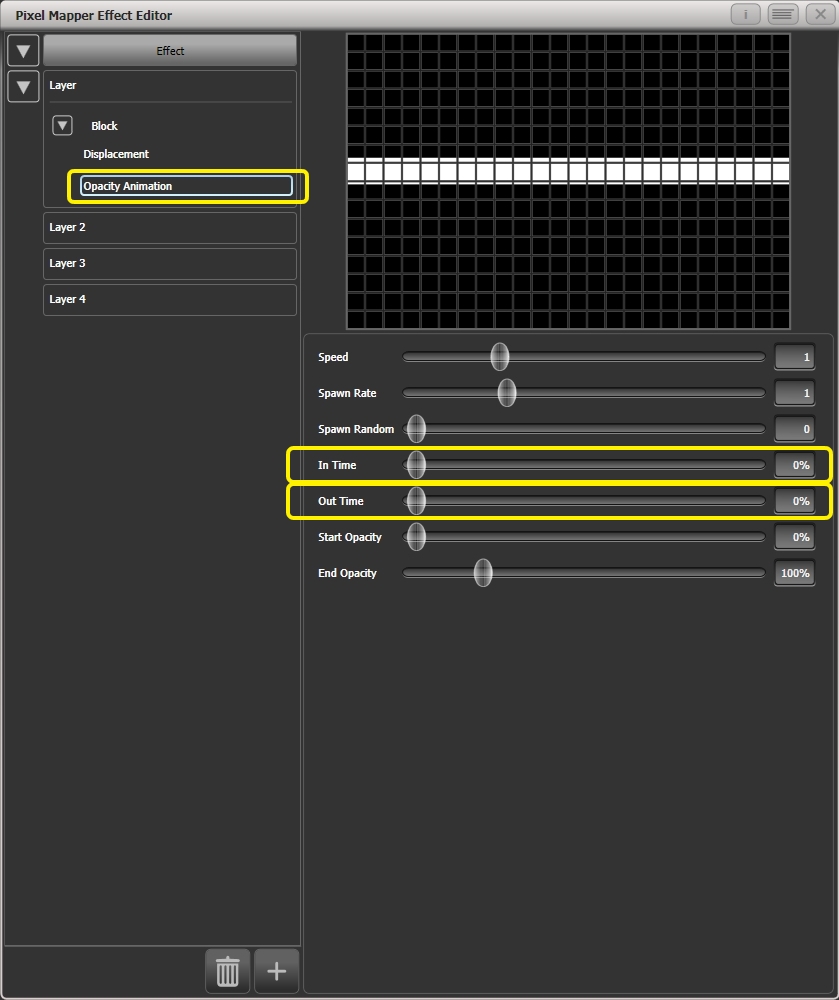 Pixel Mapper Effect Editor
i
Effect
Layer
Block
Displacement
Opacity Animation
Layer 2
Layer 3
Layer 4
Speed 1
Spawn Rate 1
Spawn Random 0
In Time 0%
Out Time 0%
Start Opacity 0%
End Opacity 100%